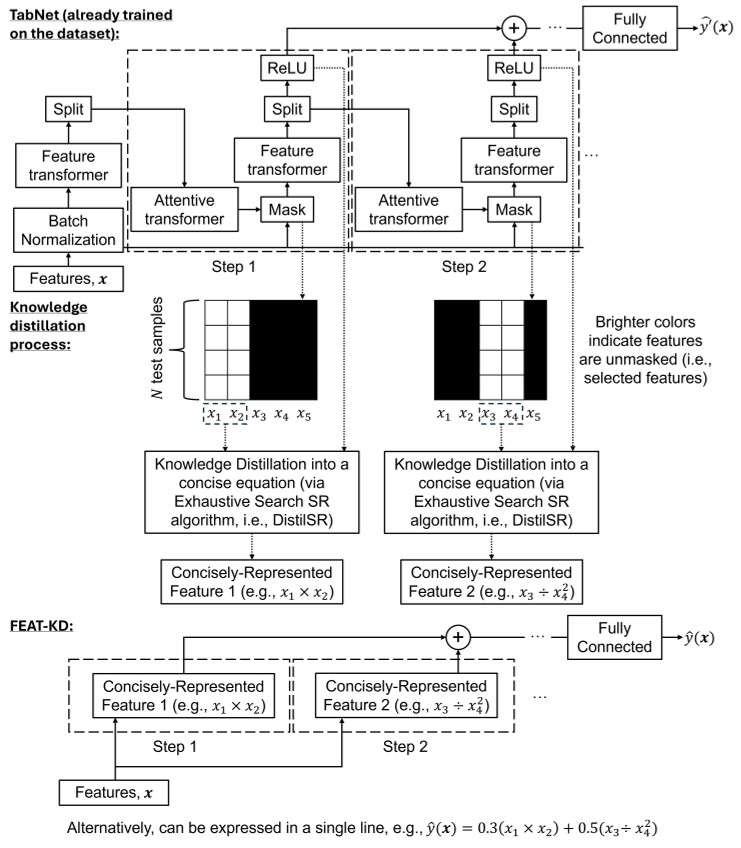 TabNet (already trained
on the dataset):
+
...
Fully
Connected
ŷ′(𝒙)
ReLU
ReLU
Split
Split
Split
Feature
transformer
Feature
transformer
Feature
transformer
...
Attentive
transformer
Mask
Attentive
transformer
Mask
Batch
Normalization
Features, 𝒙
Step 1
Step 2
Knowledge
distillation
process:
N test samples
x₁ x₂ x₃ x₄ x₅
x₁ x₂ x₃ x₄ x₅
Brighter colors
indicate features
are unmasked (i.e.,
selected features)
Knowledge Distillation into a
concise equation (via
Exhaustive Search SR
algorithm, i.e., DistilSR)
Knowledge Distillation into a
concise equation (via
Exhaustive Search SR
algorithm, i.e., DistilSR)
Concisely-Represented
Feature 1 (e.g., x₁ × x₂)
Concisely-Represented
Feature 2 (e.g., x₃ ÷ x₄²)
FEAT-KD:
+
...
Fully
Connected
ŷ(𝒙)
Concisely-Represented
Feature 1 (e.g., x₁ × x₂)
Concisely-Represented
Feature 2 (e.g., x₃ ÷ x₄²)
...
Step 1
Step 2
Features, 𝒙
Alternatively, can be expressed in a single line, e.g., ŷ(𝒙) = 0.3(x₁ × x₂) + 0.5(x₃ ÷ x₄²)